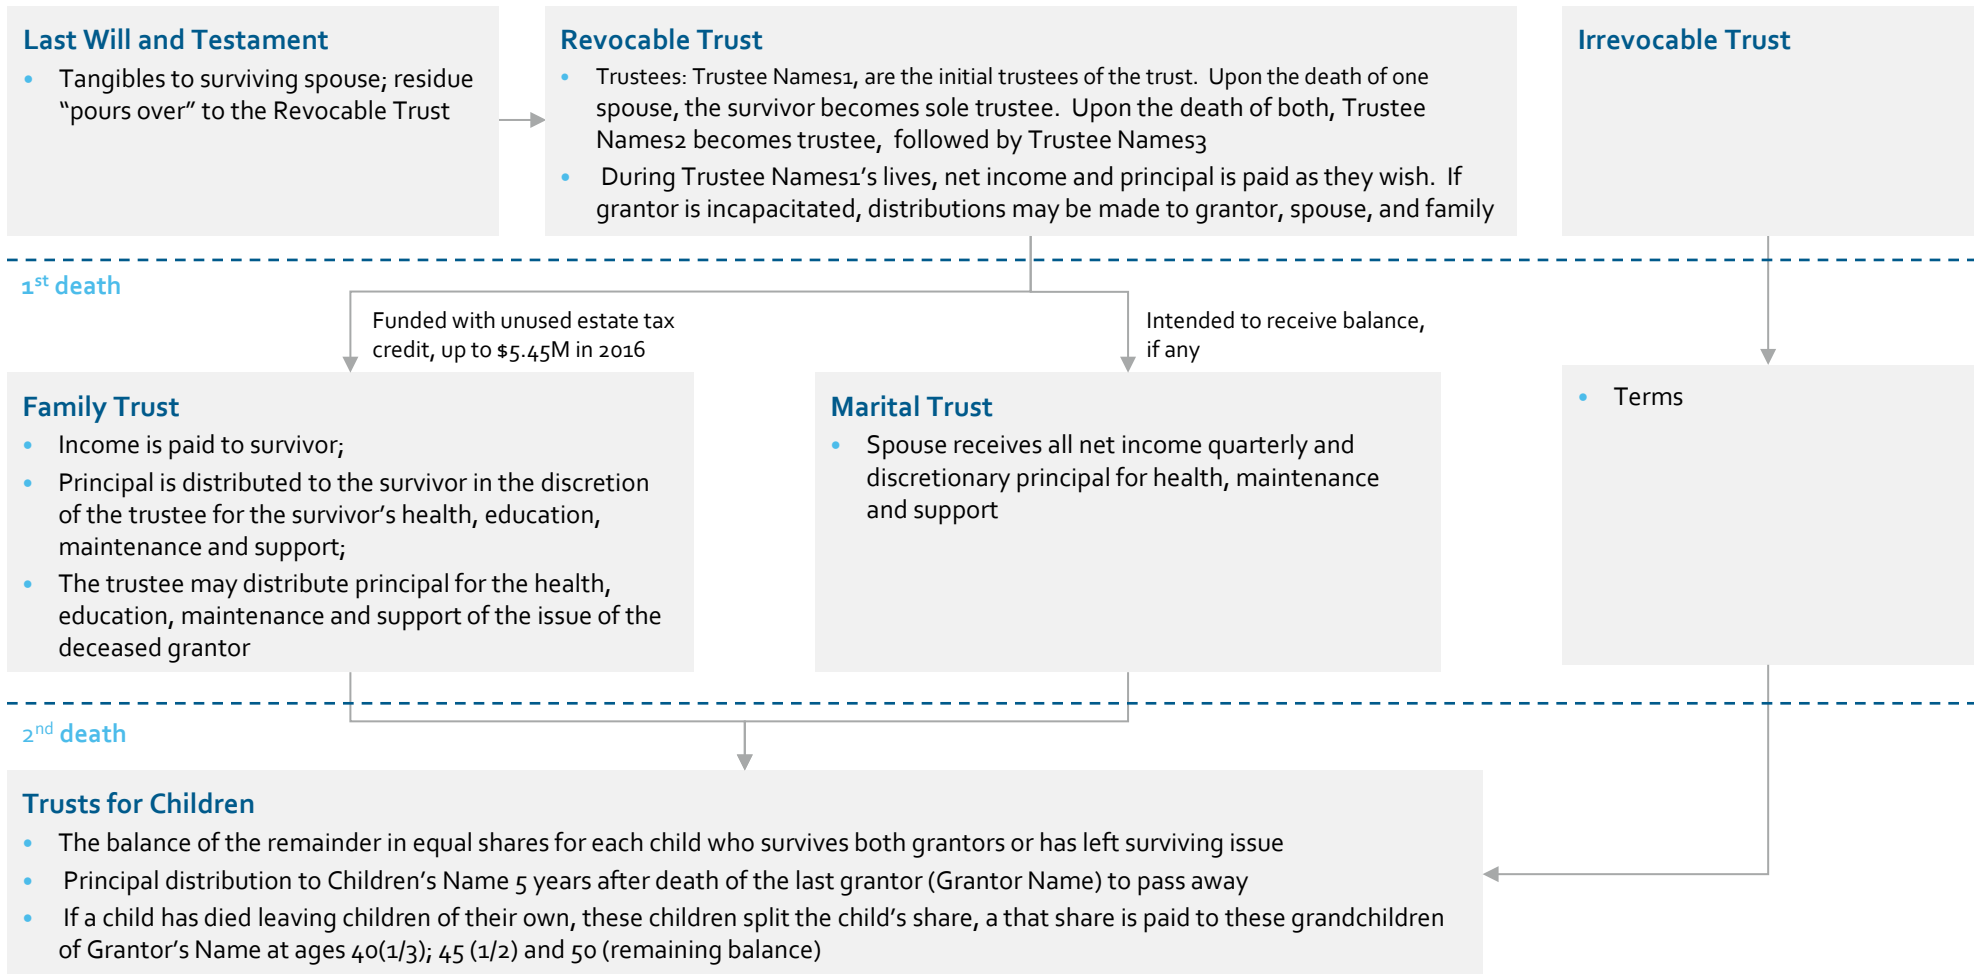 Last Will and Testament
• Tangibles to surviving spouse; residue
“pours over” to the Revocable Trust
Revocable Trust
• Trustees: Trustee Names1, are the initial trustees of the trust. Upon the death of one
spouse, the survivor becomes sole trustee. Upon the death of both, Trustee
Names2 becomes trustee, followed by Trustee Names3
• During Trustee Names1’s lives, net income and principal is paid as they wish. If
grantor is incapacitated, distributions may be made to grantor, spouse, and family
Irrevocable Trust
1st death
Funded with unused estate tax
credit, up to $5.45M in 2016
Intended to receive balance,
if any
Family Trust
• Income is paid to survivor;
• Principal is distributed to the survivor in the discretion
of the trustee for the survivor’s health, education,
maintenance and support;
• The trustee may distribute principal for the health,
education, maintenance and support of the issue of the
deceased grantor
Marital Trust
• Spouse receives all net income quarterly and
discretionary principal for health, maintenance
and support
• Terms
2nd death
Trusts for Children
• The balance of the remainder in equal shares for each child who survives both grantors or has left surviving issue
• Principal distribution to Children’s Name 5 years after death of the last grantor (Grantor Name) to pass away
• If a child has died leaving children of their own, these children split the child’s share, a that share is paid to these grandchildren
of Grantor’s Name at ages 40(1/3); 45 (1/2) and 50 (remaining balance)